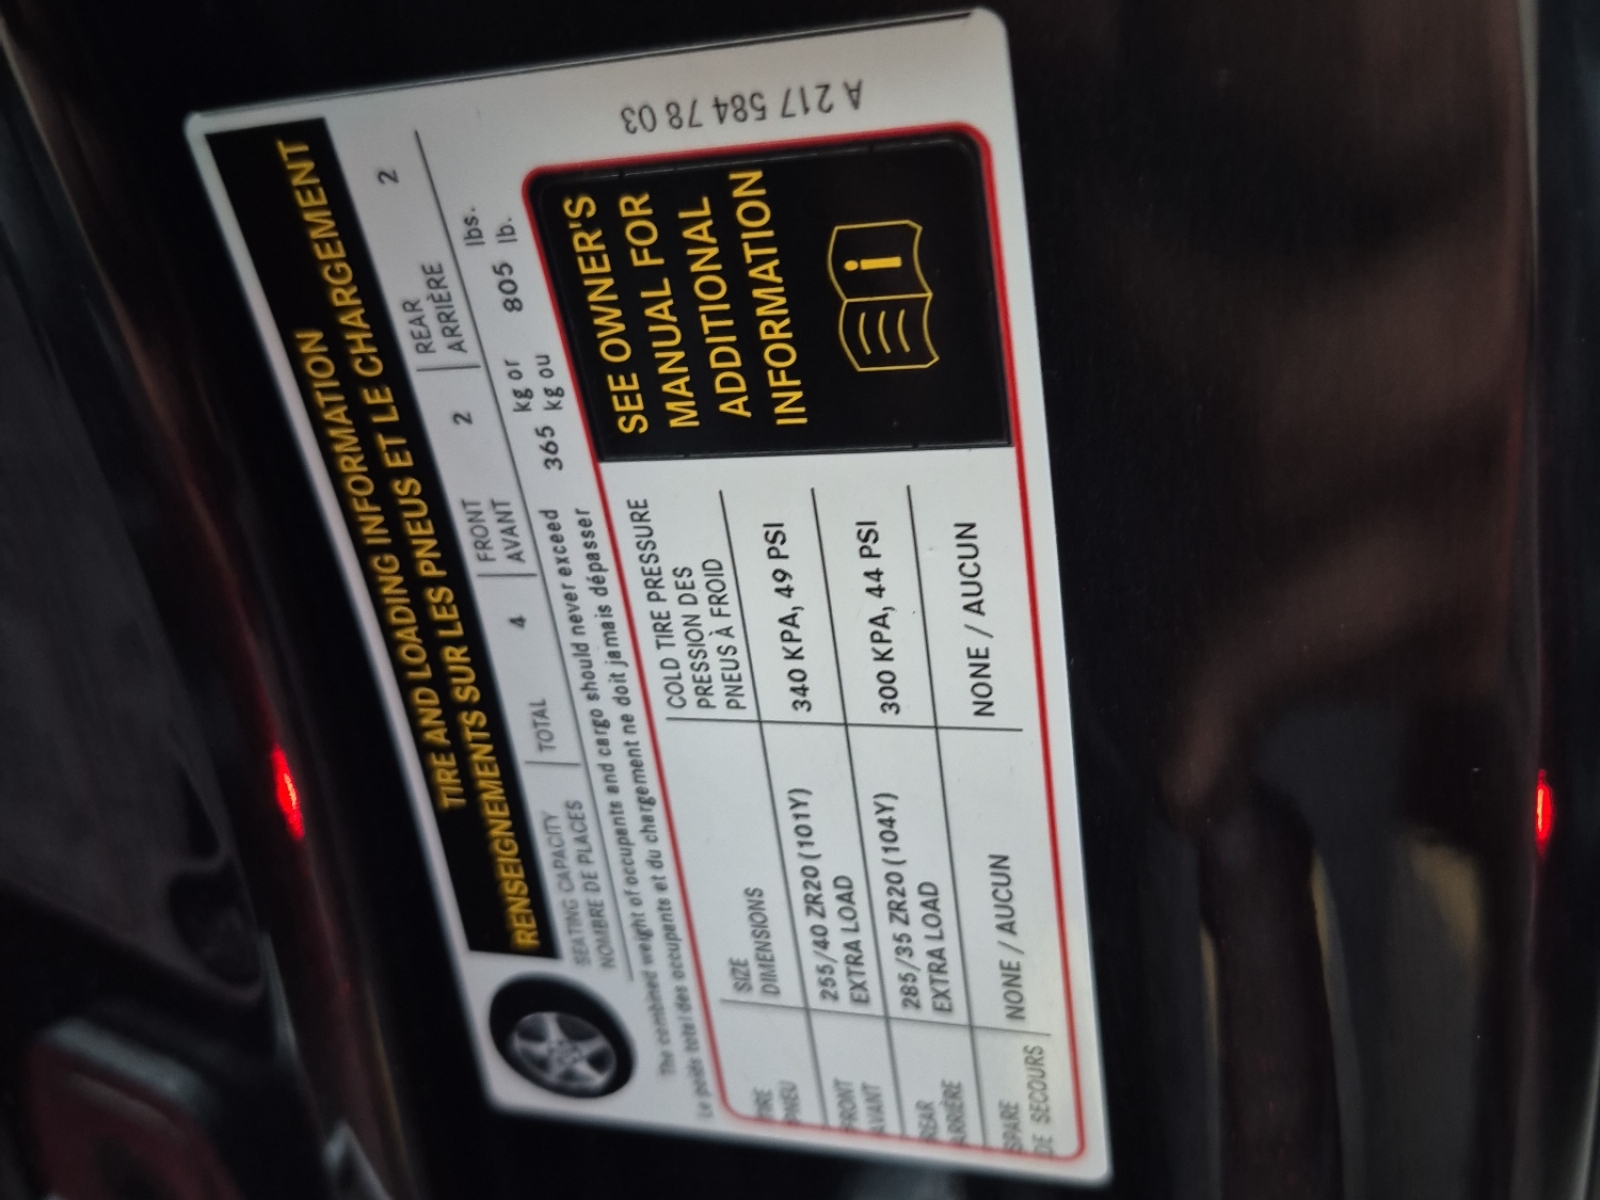 TIRE AND LOADING INFORMATION
RENSEIGNEMENTS SUR LES PNEUS ET LE CHARGEMENT
SEATING CAPACITY
NOMBRE DE PLACES
TOTAL 4
FRONT
AVANT
2
REAR
ARRIÈRE
2
The combined weight of occupants and cargo should never exceed 365 kg or 805 lbs.
Le poids total des occupants et du chargement ne doit jamais dépasser kg ou lb.
TIRE
PNEU
SIZE
DIMENSIONS
COLD TIRE PRESSURE
PRESSION DES
PNEUS À FROID
FRONT
AVANT
255/40 ZR20 (101Y)
EXTRA LOAD
340 KPA, 49 PSI
REAR
ARRIÈRE
285/35 ZR20 (104Y)
EXTRA LOAD
300 KPA, 44 PSI
SPARE
DE SECOURS
NONE / AUCUN
NONE / AUCUN
SEE OWNER'S
MANUAL FOR
ADDITIONAL
INFORMATION
i
A 217 584 78 03